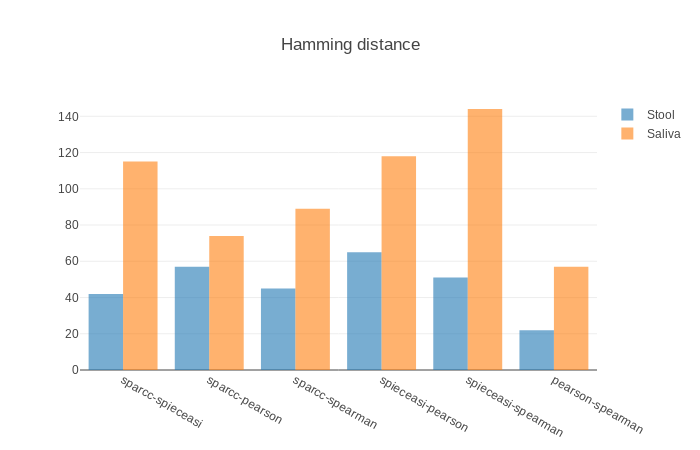 Hamming distance
Stool
Saliva
140
120
100
80
60
40
20
0
sparcc-spieceasi
sparcc-pearson
sparcc-spearman
spieceasi-pearson
spieceasi-spearman
pearson-spearman